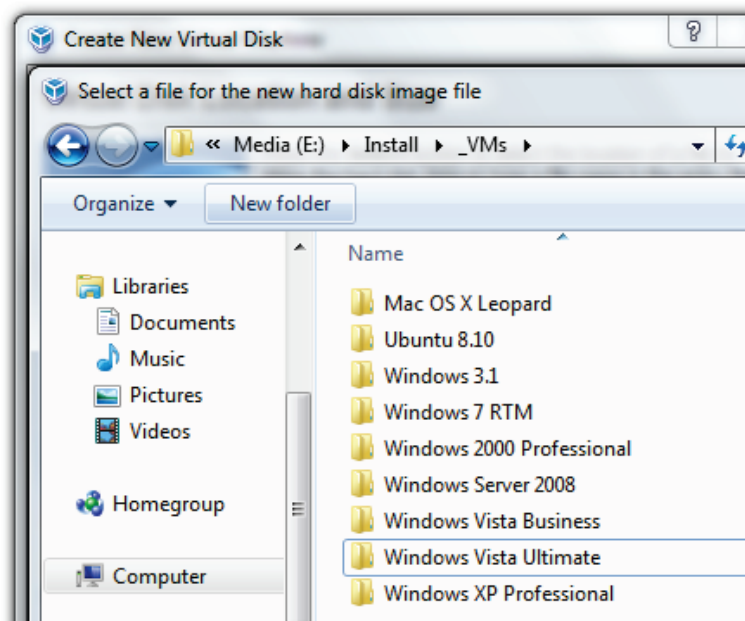 Create New Virtual Disk
?
Select a file for the new hard disk image file
« Media (E:) Install _VMs
Organize New folder
Name
Libraries
Documents
Music
Pictures
Videos
Homegroup
Computer
Mac OS X Leopard
Ubuntu 8.10
Windows 3.1
Windows 7 RTM
Windows 2000 Professional
Windows Server 2008
Windows Vista Business
Windows Vista Ultimate
Windows XP Professional